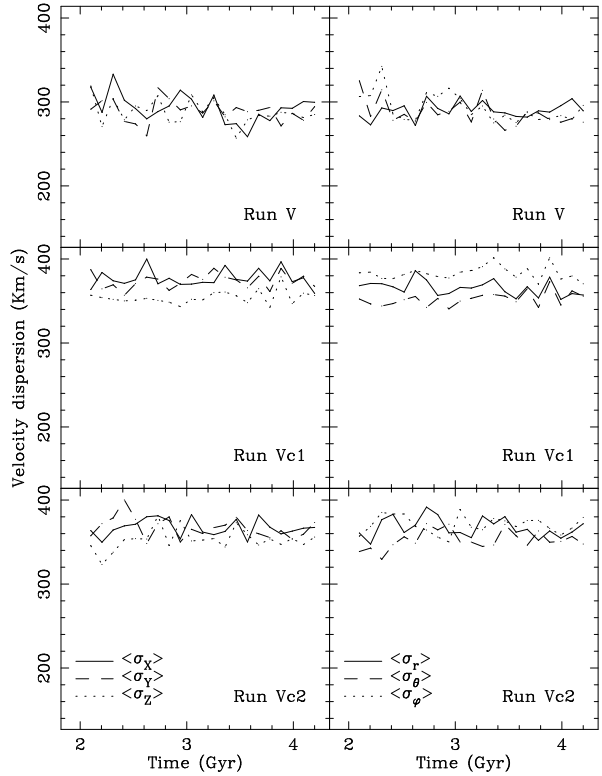 400
300
200
Run V
Run V
400
300
200
Run Vc1
Run Vc1
400
300
200
<σX>
<σY>
<σZ>
Run Vc2
<σr>
<σθ>
<σφ>
Run Vc2
2 3 4 2 3 4
Time (Gyr) Time (Gyr)
Velocity dispersion (Km/s)